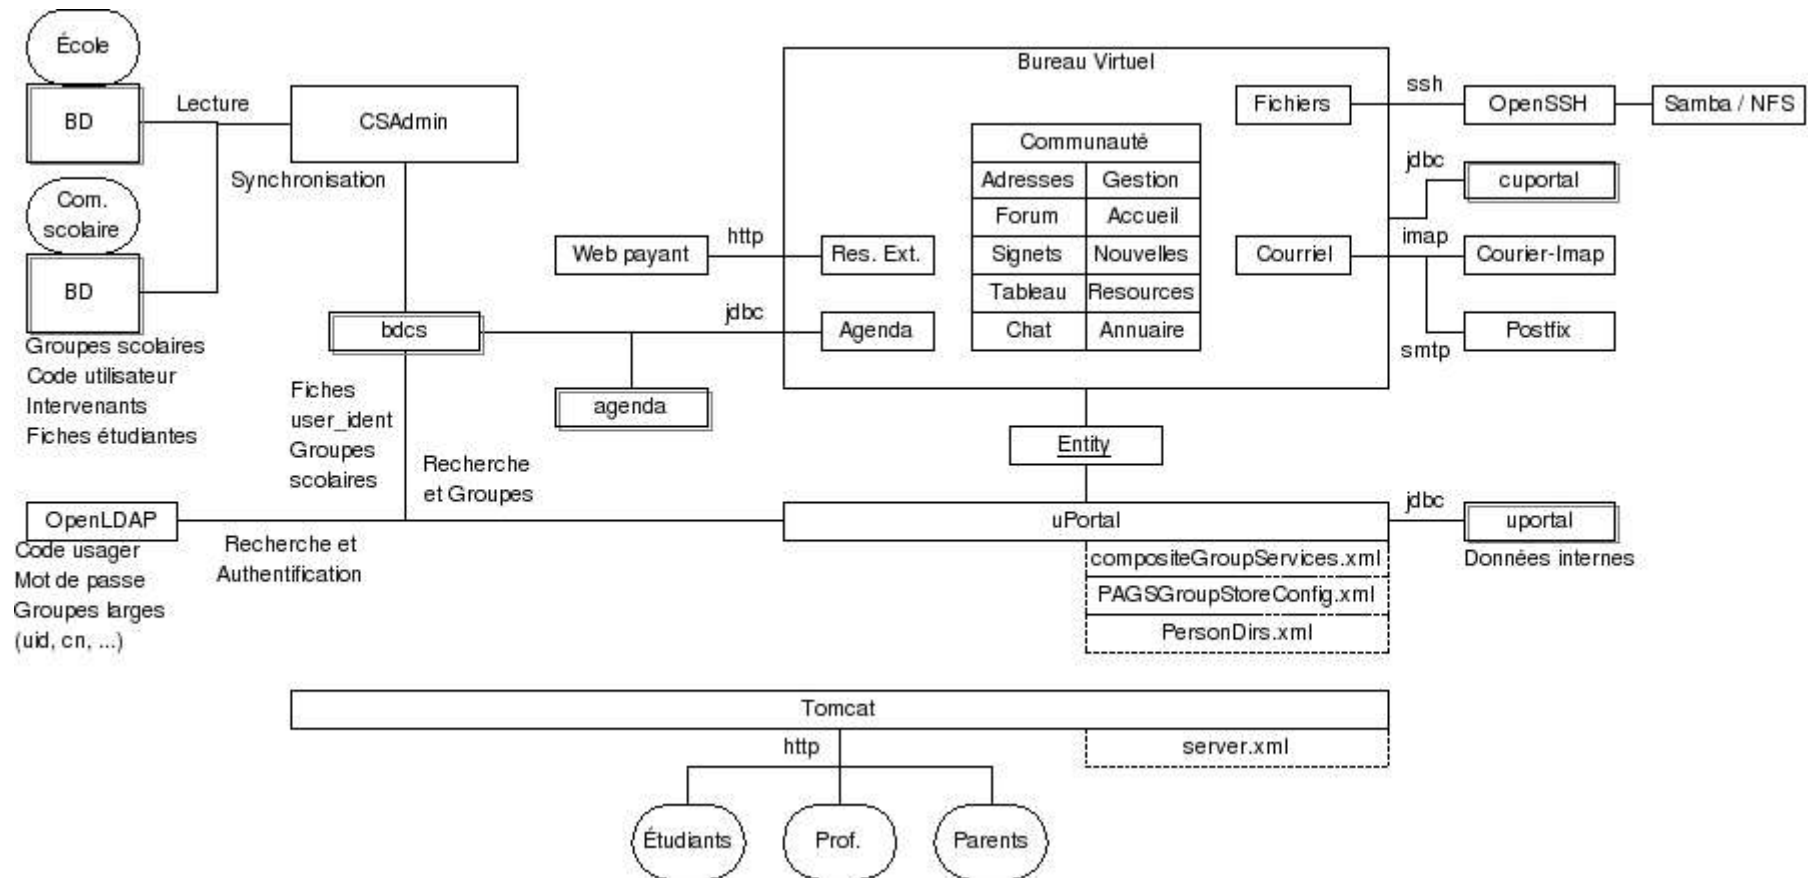 École
BD
Lecture
CSAdmin
Synchronisation
Com.
scolaire
BD
Groupes scolaires
Code utilisateur
Intervenants
Fiches étudiantes
bdcs
Fiches
user_ident
Groupes
scolaires
Recherche
et Groupes
Web payant
http
jdbc
agenda
Bureau Virtuel
Res. Ext.
Agenda
Communauté
Adresses Gestion
Forum Accueil
Signets Nouvelles
Tableau Resources
Chat Annuaire
Fichiers
Courriel
ssh
OpenSSH
Samba / NFS
jdbc
cuportal
imap
Courier-Imap
Postfix
smtp
Entity
OpenLDAP
Code usager
Mot de passe
Groupes larges
(uid, cn, ...)
Recherche et
Authentification
uPortal
jdbc
uportal
Données internes
compositeGroupServices.xml
PAGSGroupStoreConfig.xml
PersonDirs.xml
Tomcat
http
server.xml
Étudiants
Prof.
Parents